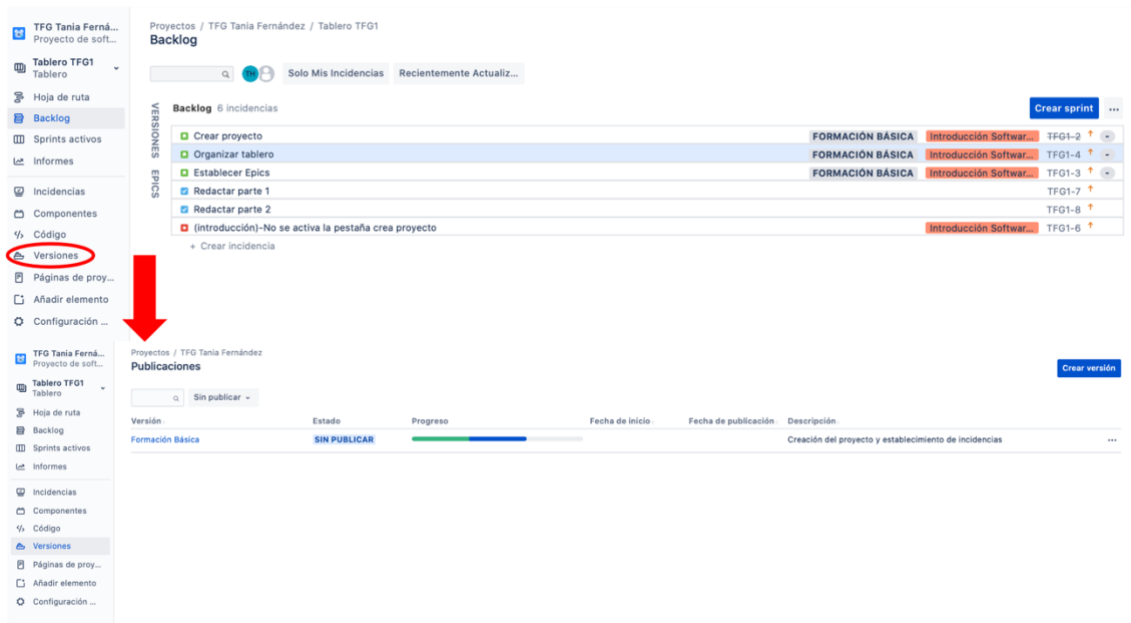 TFG Tania Ferná...
Proyecto de soft...
Tablero TFG1
Tablero
Hoja de ruta
Backlog
Sprints activos
Informes
Incidencias
Componentes
Código
Versiones
Páginas de proy...
Añadir elemento
Configuración ...
Proyectos / TFG Tania Fernández / Tablero TFG1
Backlog
TH Solo Mis Incidencias Recientemente Actualiz...
VERSIONES
EPICS
Backlog 6 incidencias Crear sprint ...
Crear proyecto FORMACIÓN BÁSICA Introducción Softwar... TFG1-2 -
Organizar tablero FORMACIÓN BÁSICA Introducción Softwar... TFG1-4 -
Establecer Epics FORMACIÓN BÁSICA Introducción Softwar... TFG1-3 -
Redactar parte 1 TFG1-7
Redactar parte 2 TFG1-8
(introducción)-No se activa la pestaña crea proyecto Introducción Softwar... TFG1-6
+ Crear incidencia
TFG Tania Ferná...
Proyecto de soft...
Tablero TFG1
Tablero
Hoja de ruta
Backlog
Sprints activos
Informes
Incidencias
Componentes
Código
Versiones
Páginas de proy...
Añadir elemento
Configuración ...
Proyectos / TFG Tania Fernández
Publicaciones
Crear versión
Sin publicar
Versión Estado Progreso Fecha de inicio Fecha de publicación Descripción
Formación Básica SIN PUBLICAR Creación del proyecto y establecimiento de incidencias ...